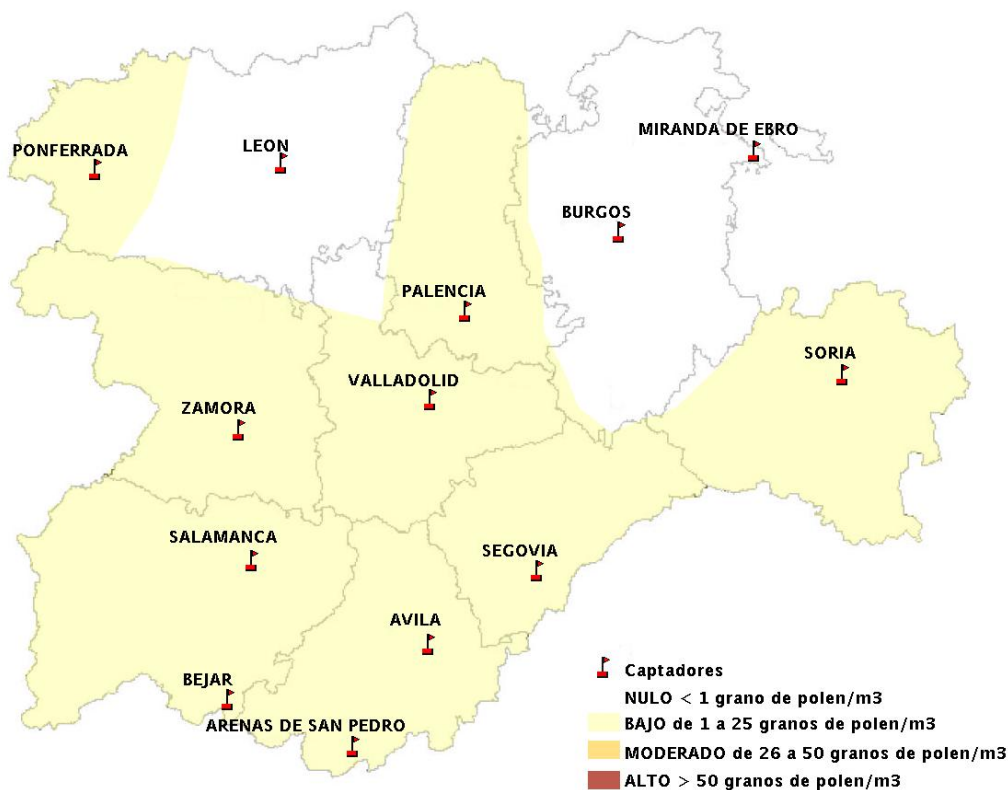 MIRANDA DE EBRO
PONFERRADA
LEON
BURGOS
PALENCIA
SORIA
VALLADOLID
ZAMORA
SALAMANCA
SEGOVIA
AVILA
BEJAR
ARENAS DE SAN PEDRO
Captadores
NULO < 1 grano de polen/m3
BAJO de 1 a 25 granos de polen/m3
MODERADO de 26 a 50 granos de polen/m3
ALTO > 50 granos de polen/m3